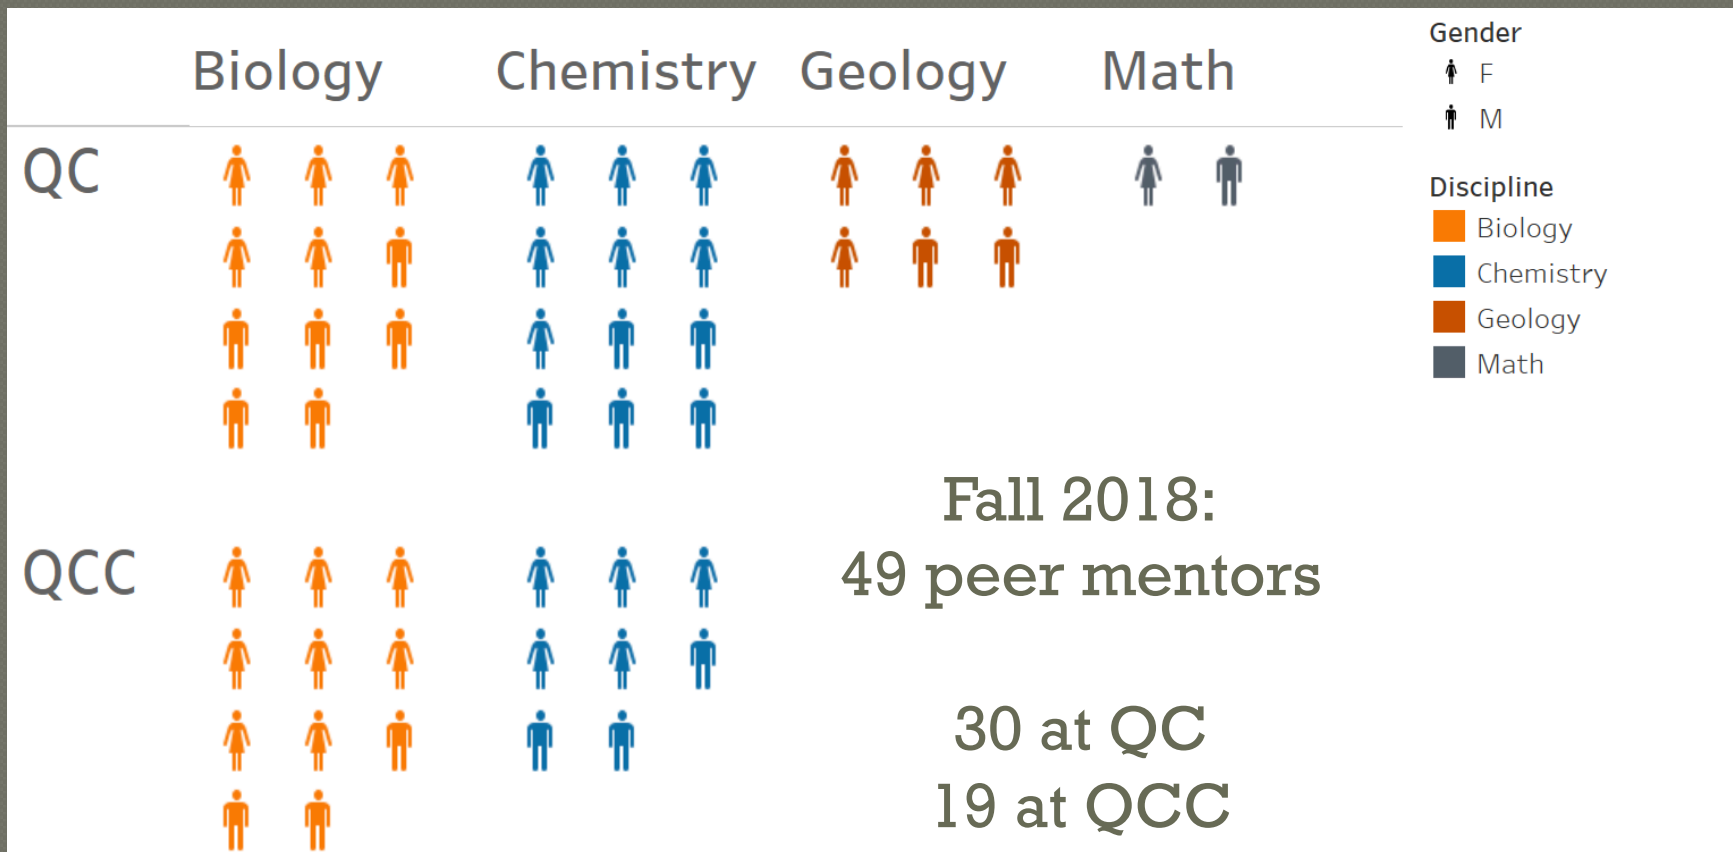 Biology Chemistry Geology Math
QC
QCC
Fall 2018:
49 peer mentors
30 at QC
19 at QCC
Gender
F
M
Discipline
Biology
Chemistry
Geology
Math